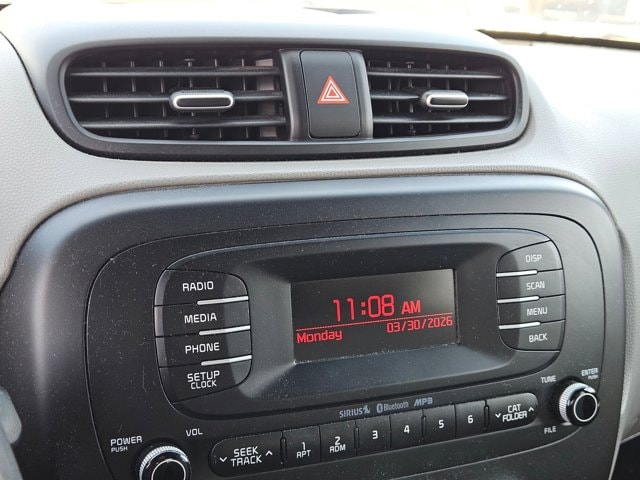 RADIO
MEDIA
PHONE
SETUP
CLOCK
11:08 AM
Monday 03/30/2026
DISP
SCAN
MENU
BACK
SIRIUS Bluetooth MP3
POWER
PUSH
VOL
SEEK
TRACK
1
RPT
2
RDM
3
4
5
6
CAT
FOLDER
TUNE
FILE
ENTER
PUSH